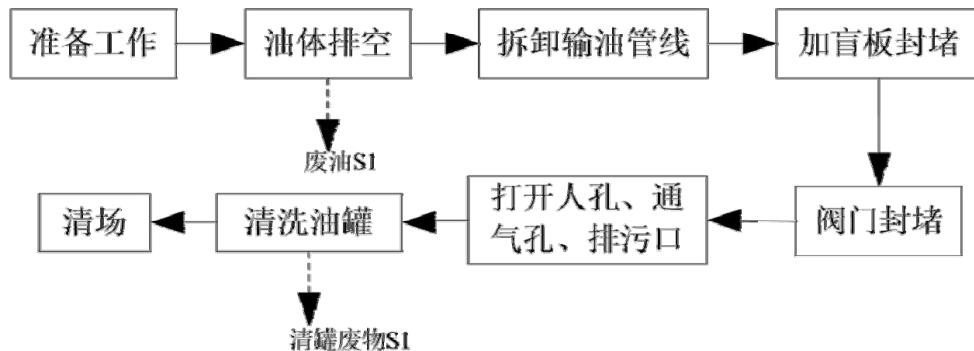 准备工作
油体排空
拆卸输油管线
加盲板封堵
废油S1
清场
清洗油罐
打开人孔、通
气孔、排污口
阀门封堵
清罐废物S1